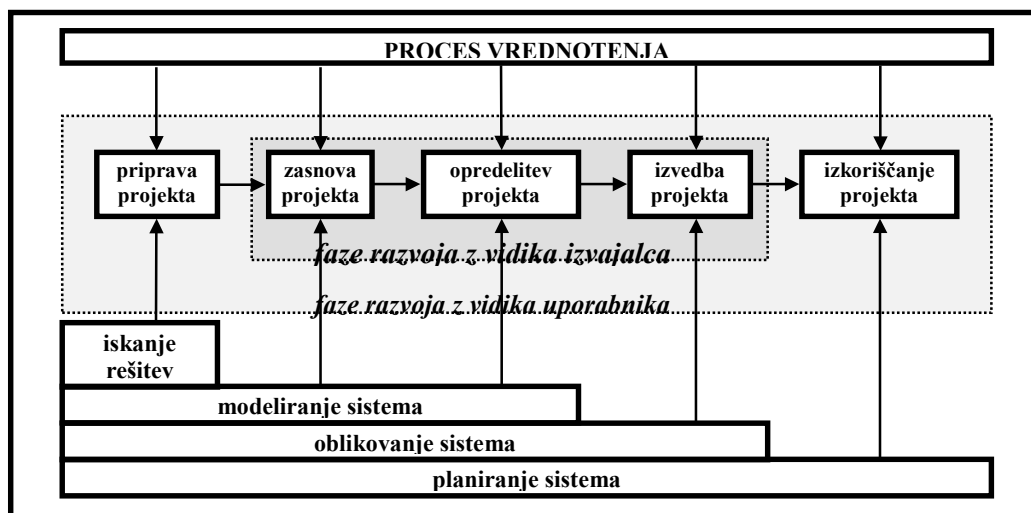 PROCES VREDNOTENJA
priprava
projekta
zasnova
projekta
opredelitev
projekta
izvedba
projekta
izkoriščanje
projekta
faze razvoja z vidika izvajalca
faze razvoja z vidika uporabnika
iskanje
rešitev
modeliranje sistema
oblikovanje sistema
planiranje sistema